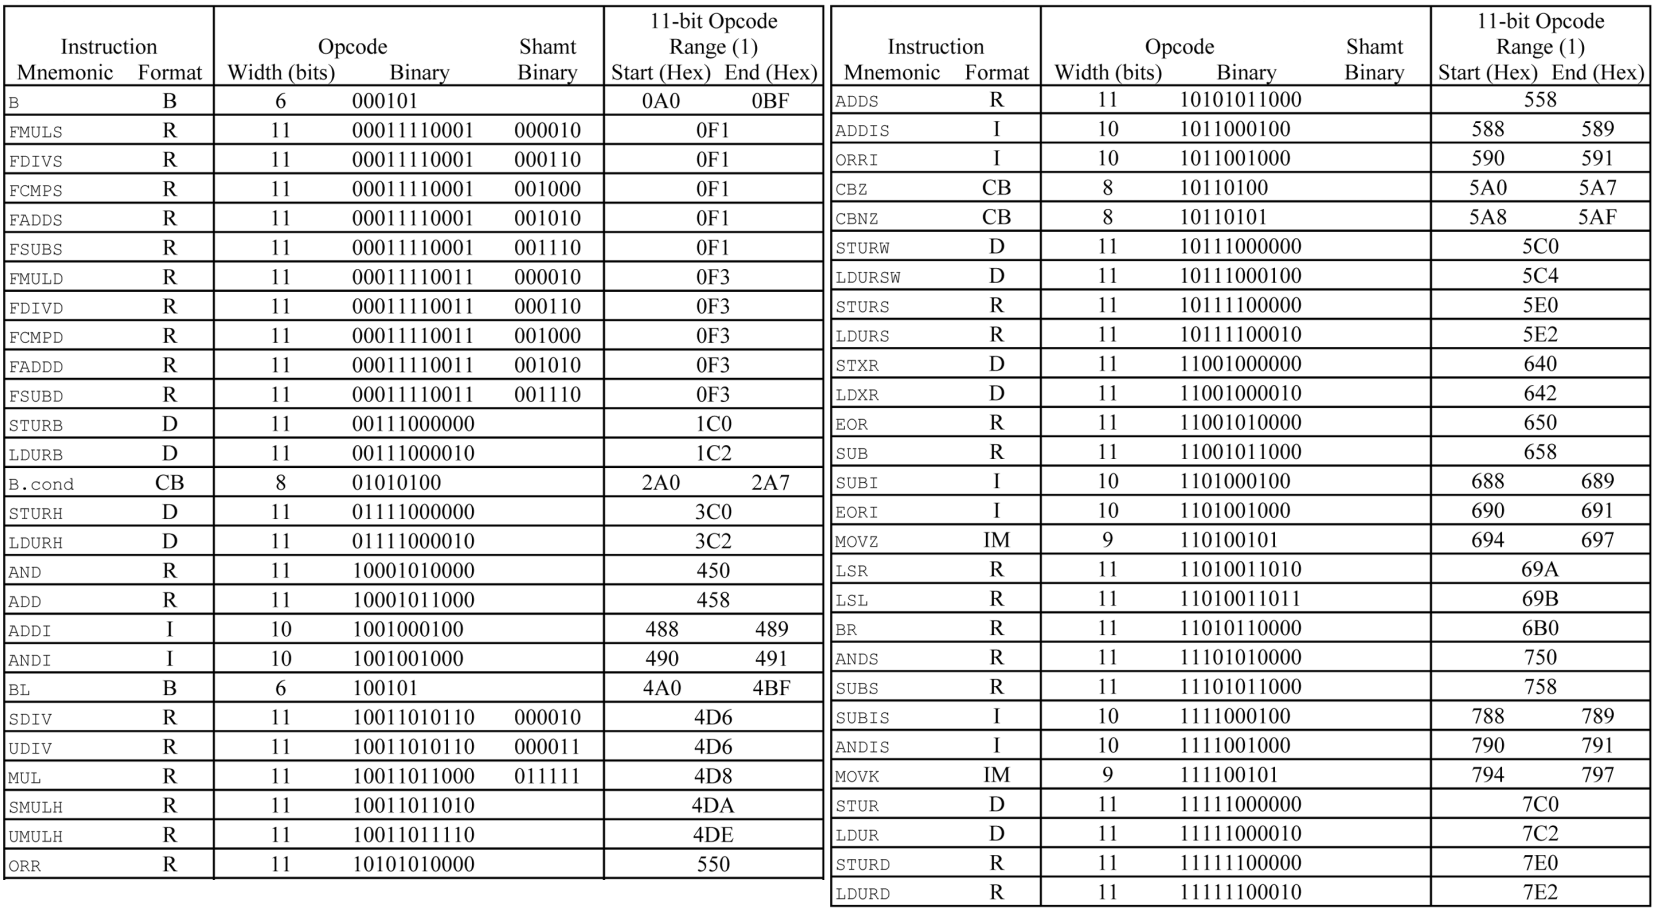 11-bit Opcode
Instruction Opcode Shamt Range (1)
Mnemonic Format Width (bits) Binary Binary Start (Hex) End (Hex)
B B 6 000101 0A0 0BF
FMULS R 11 00011110001 000010 0F1
FDIVS R 11 00011110001 000110 0F1
FCMPS R 11 00011110001 001000 0F1
FADDS R 11 00011110001 001010 0F1
FSUBS R 11 00011110001 001110 0F1
FMULD R 11 00011110011 000010 0F3
FDIVD R 11 00011110011 000110 0F3
FCMPD R 11 00011110011 001000 0F3
FADDD R 11 00011110011 001010 0F3
FSUBD R 11 00011110011 001110 0F3
STURB D 11 00111000000 1C0
LDURB D 11 00111000010 1C2
B.cond CB 8 01010100 2A0 2A7
STURH D 11 01111000000 3C0
LDURH D 11 01111000010 3C2
AND R 11 10001010000 450
ADD R 11 10001011000 458
ADDI I 10 1001000100 488 489
ANDI I 10 1001001000 490 491
BL B 6 100101 4A0 4BF
SDIV R 11 10011010110 000010 4D6
UDIV R 11 10011010110 000011 4D6
MUL R 11 10011011000 011111 4D8
SMULH R 11 10011011010 4DA
UMULH R 11 10011011110 4DE
ORR R 11 10101010000 550
11-bit Opcode
Instruction Opcode Shamt Range (1)
Mnemonic Format Width (bits) Binary Binary Start (Hex) End (Hex)
ADDS R 11 10101011000 558
ADDIS I 10 1011000100 588 589
ORRI I 10 1011001000 590 591
CBZ CB 8 10110100 5A0 5A7
CBNZ CB 8 10110101 5A8 5AF
STURW D 11 10111000000 5C0
LDURSW D 11 10111000100 5C4
STURS R 11 10111100000 5E0
LDURS R 11 10111100010 5E2
STXR D 11 11001000000 640
LDXR D 11 11001000010 642
EOR R 11 11001010000 650
SUB R 11 11001011000 658
SUBI I 10 1101000100 688 689
EORI I 10 1101001000 690 691
MOVZ IM 9 110100101 694 697
LSR R 11 11010011010 69A
LSL R 11 11010011011 69B
BR R 11 11010110000 6B0
ANDS R 11 11101010000 750
SUBS R 11 11101011000 758
SUBIS I 10 1111000100 788 789
ANDIS I 10 1111001000 790 791
MOVK IM 9 111100101 794 797
STUR D 11 11111000000 7C0
LDUR D 11 11111000010 7C2
STURD R 11 11111100000 7E0
LDURD R 11 11111100010 7E2